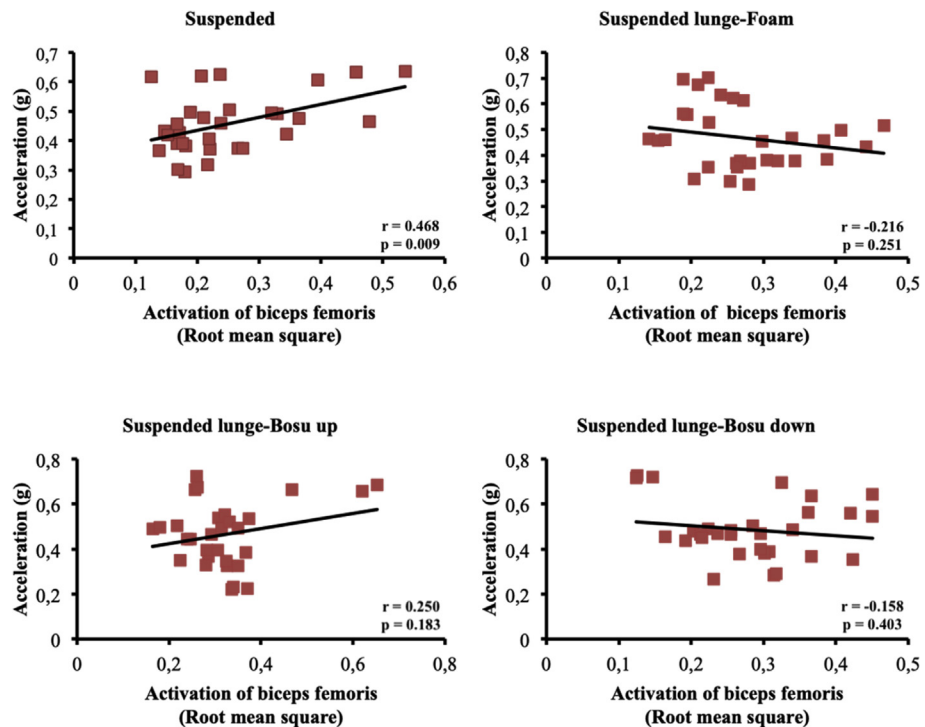 Suspended
0,7
0,6
0,5
0,4
0,3
0,2
0,1
0
Acceleration (g)
r = 0.468
p = 0.009
0 0,1 0,2 0,3 0,4 0,5 0,6
Activation of biceps femoris
(Root mean square)
Suspended lunge-Foam
0,8
0,7
0,6
0,5
0,4
0,3
0,2
0,1
0
Acceleration (g)
r = -0.216
p = 0.251
0 0,1 0,2 0,3 0,4 0,5
Activation of biceps femoris
(Root mean square)
Suspended lunge-Bosu up
0,8
0,6
0,4
0,2
0
Acceleration (g)
r = 0.250
p = 0.183
0 0,2 0,4 0,6 0,8
Activation of biceps femoris
(Root mean square)
Suspended lunge-Bosu down
0,8
0,6
0,4
0,2
0
Acceleration (g)
r = -0.158
p = 0.403
0 0,1 0,2 0,3 0,4 0,5
Activation of biceps femoris
(Root mean square)